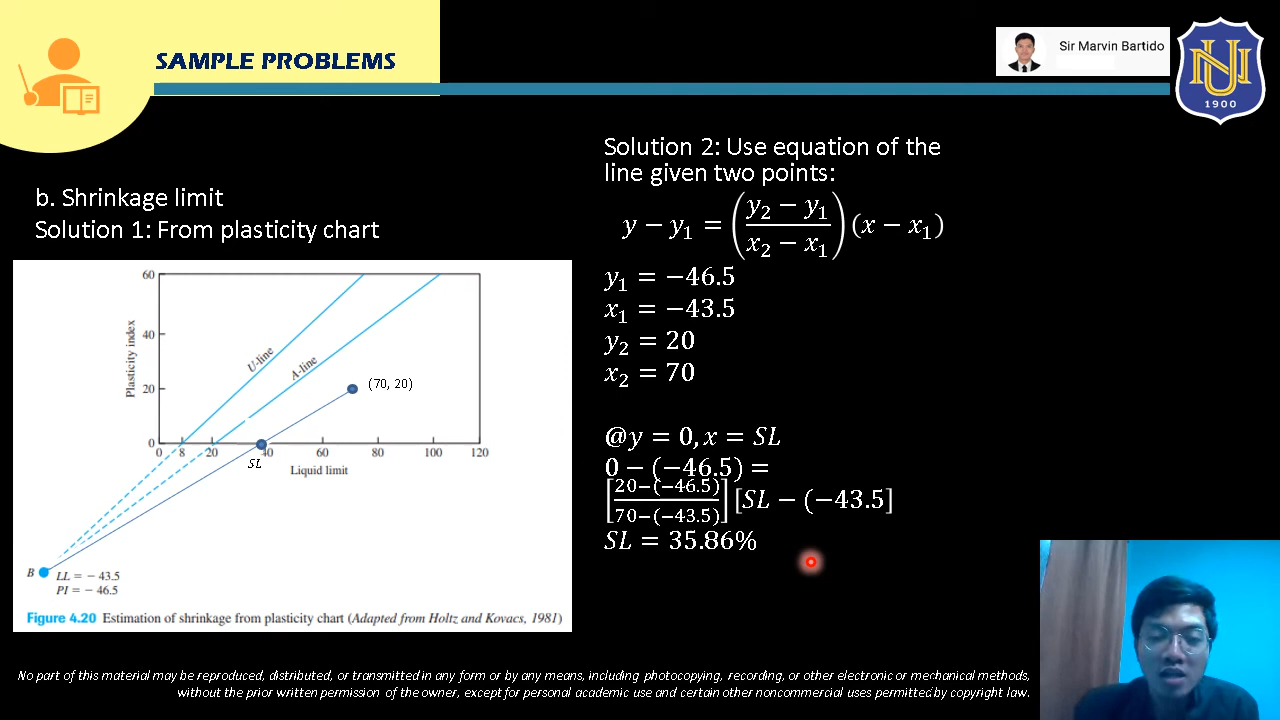 SAMPLE PROBLEMS
Sir Marvin Bartido
NU
1900
b. Shrinkage limit
Solution 1: From plasticity chart
60
40
20
0
Plasticity index
U-line
A-line
(70, 20)
0 8 20 40 60 80 100 120
SL
Liquid limit
B
LL = − 43.5
PI = − 46.5
Figure 4.20 Estimation of shrinkage from plasticity chart (Adapted from Holtz and Kovacs, 1981)
Solution 2: Use equation of the
line given two points:
y − y₁ = ((y₂ − y₁)/(x₂ − x₁)) (x − x₁)
y₁ = −46.5
x₁ = −43.5
y₂ = 20
x₂ = 70
@y = 0, x = SL
0 − (−46.5) =
[(20−(−46.5))/(70−(−43.5))] [SL − (−43.5]
SL = 35.86%
No part of this material may be reproduced, distributed, or transmitted in any form or by any means, including photocopying, recording, or other electronic or mechanical methods,
without the prior written permission of the owner, except for personal academic use and certain other noncommercial uses permitted by copyright law.